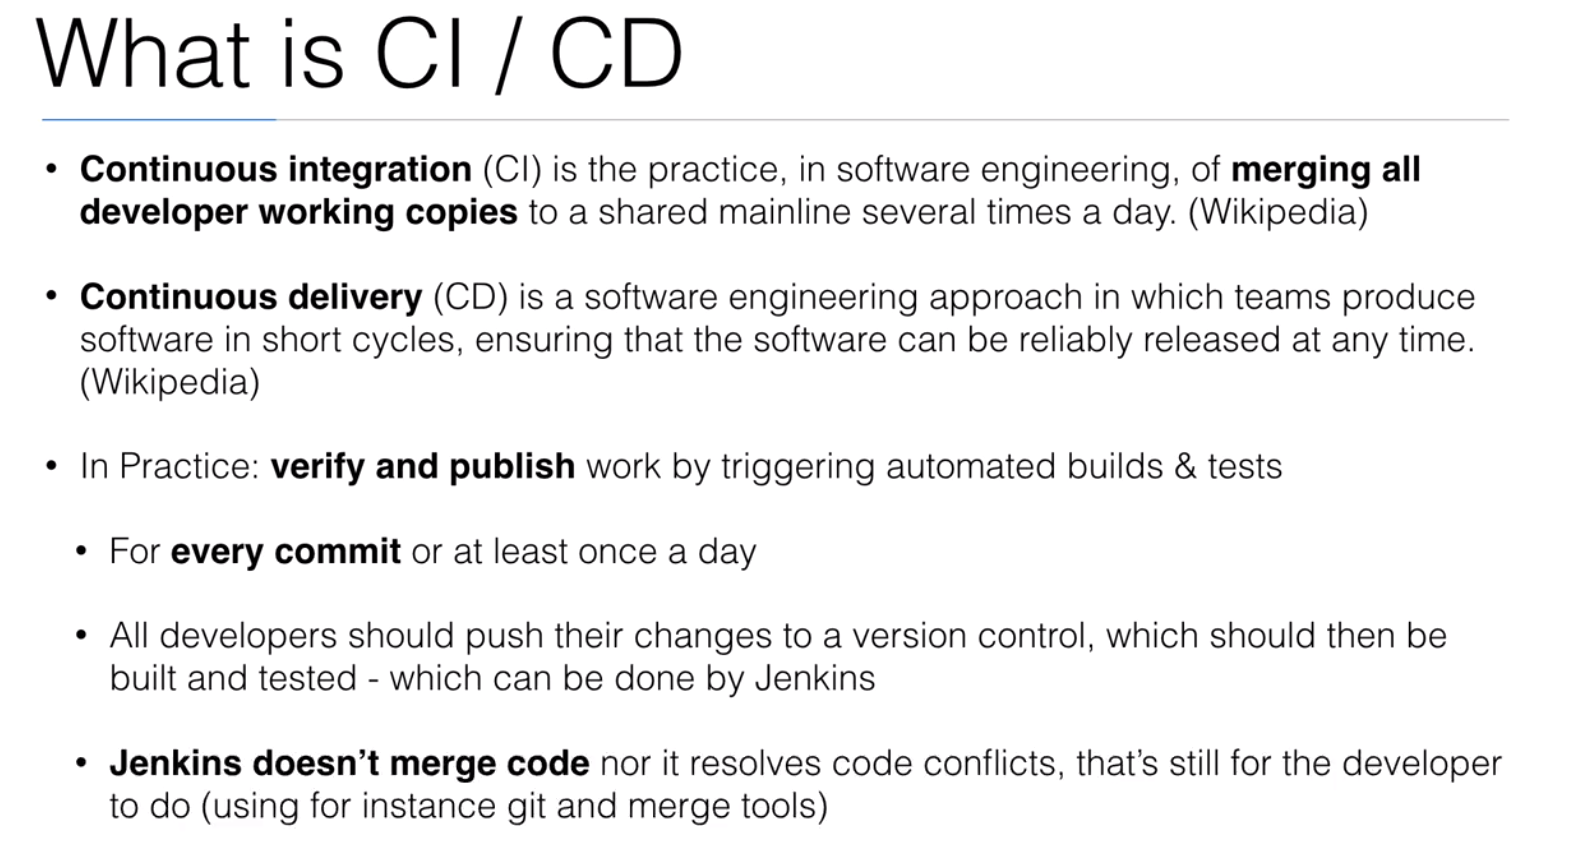 What is CI / CD
• Continuous integration (CI) is the practice, in software engineering, of merging all
developer working copies to a shared mainline several times a day. (Wikipedia)
• Continuous delivery (CD) is a software engineering approach in which teams produce
software in short cycles, ensuring that the software can be reliably released at any time.
(Wikipedia)
• In Practice: verify and publish work by triggering automated builds & tests
• For every commit or at least once a day
• All developers should push their changes to a version control, which should then be
built and tested - which can be done by Jenkins
• Jenkins doesn’t merge code nor it resolves code conflicts, that’s still for the developer
to do (using for instance git and merge tools)